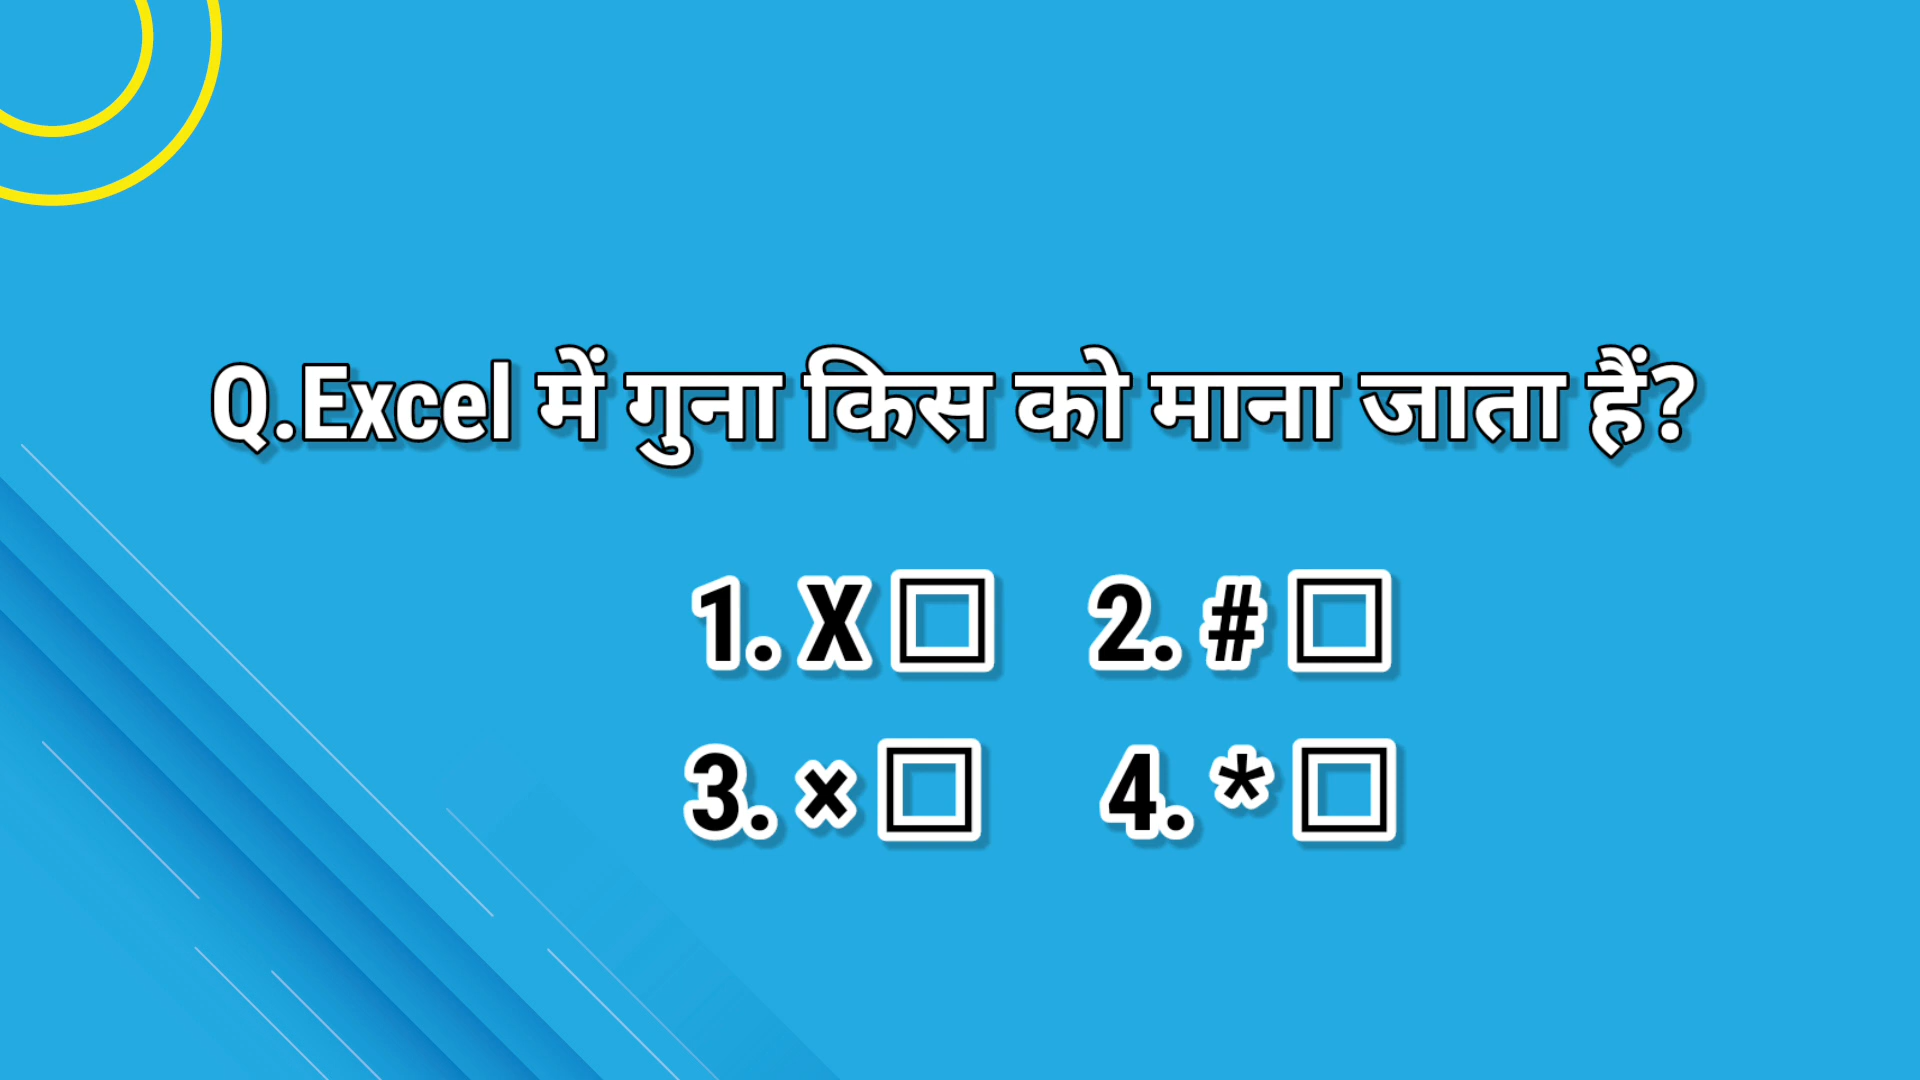 Q.Excel में गुना किस को माना जाता हैं?
1. X □ 2. # □
3. × □ 4. * □